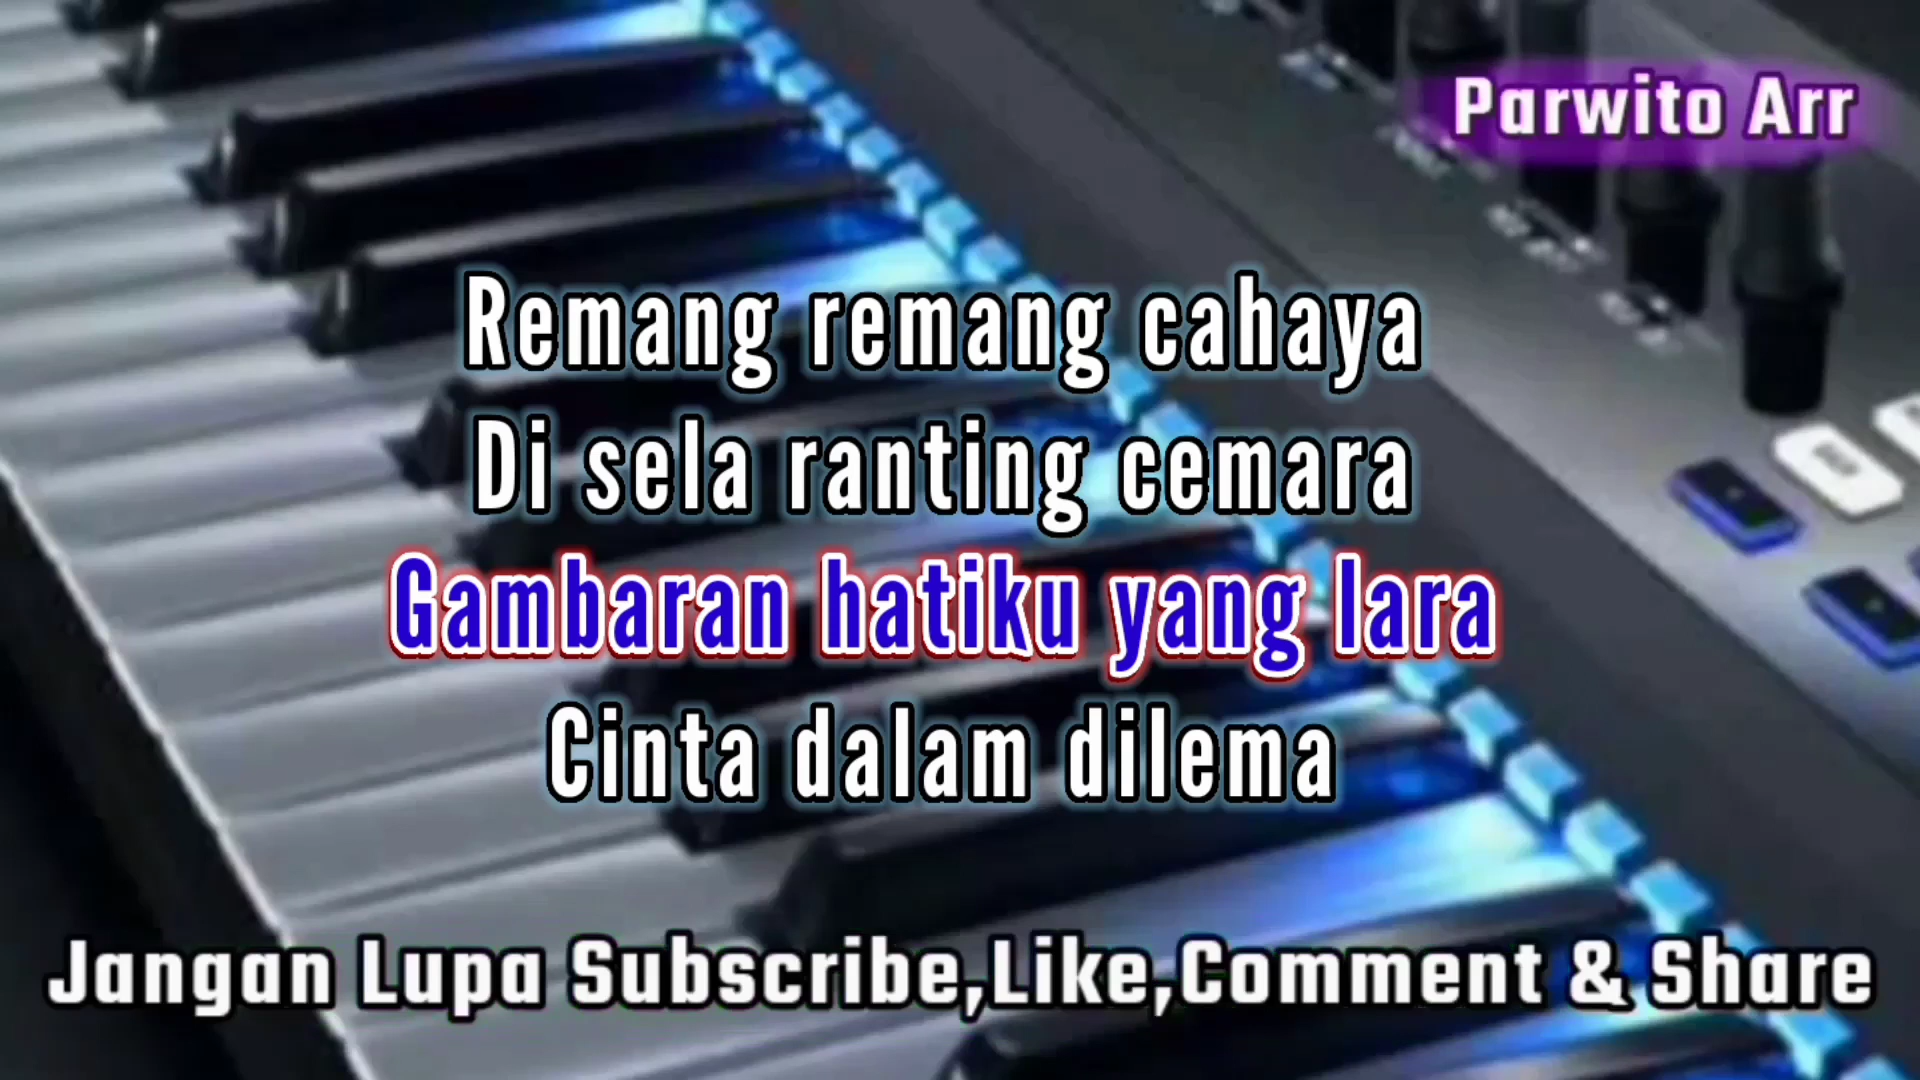 Parwito Arr
Remang remang cahaya
Di sela ranting cemara
Gambaran hatiku yang lara
Cinta dalam dilema
Jangan Lupa Subscribe,Like,Comment & Share